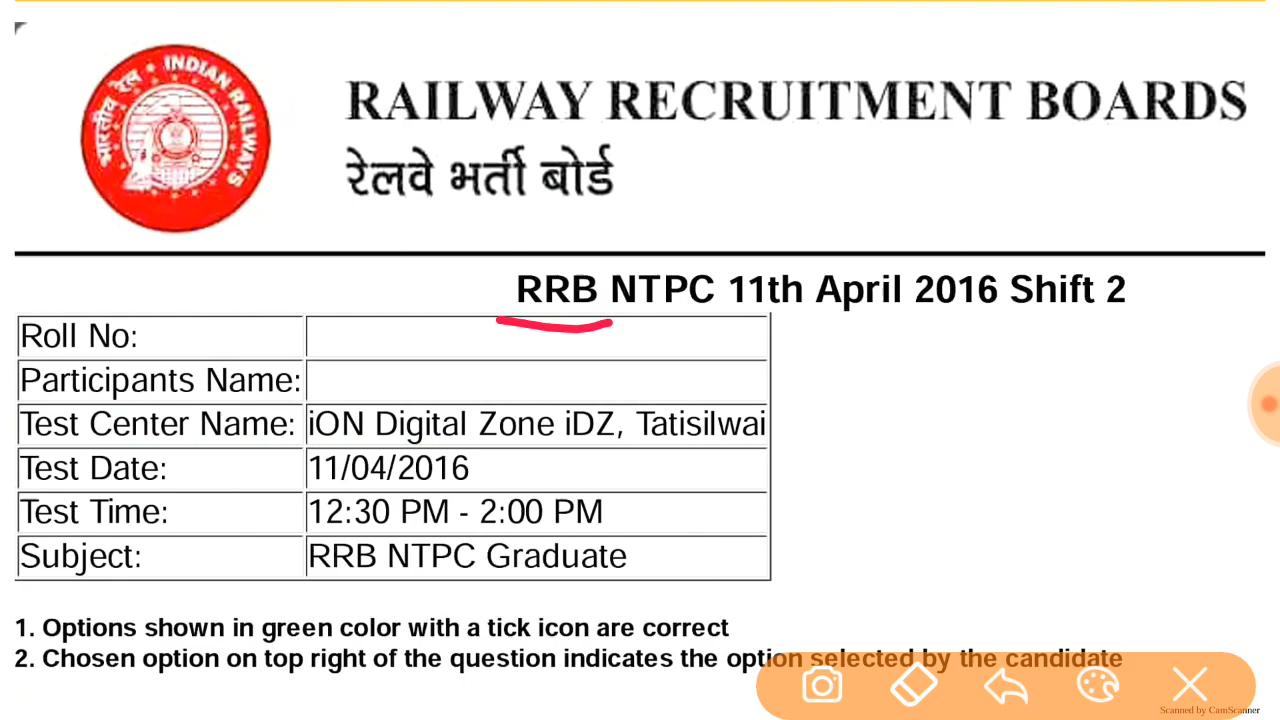 INDIAN RAILWAYS
भारतीय रेल
RAILWAY RECRUITMENT BOARDS
रेलवे भर्ती बोर्ड
RRB NTPC 11th April 2016 Shift 2
Roll No:
Participants Name:
Test Center Name: iON Digital Zone iDZ, Tatisilwai
Test Date: 11/04/2016
Test Time: 12:30 PM - 2:00 PM
Subject: RRB NTPC Graduate
1. Options shown in green color with a tick icon are correct
2. Chosen option on top right of the question indicates the option selected by the candidate
Scanned by CamScanner